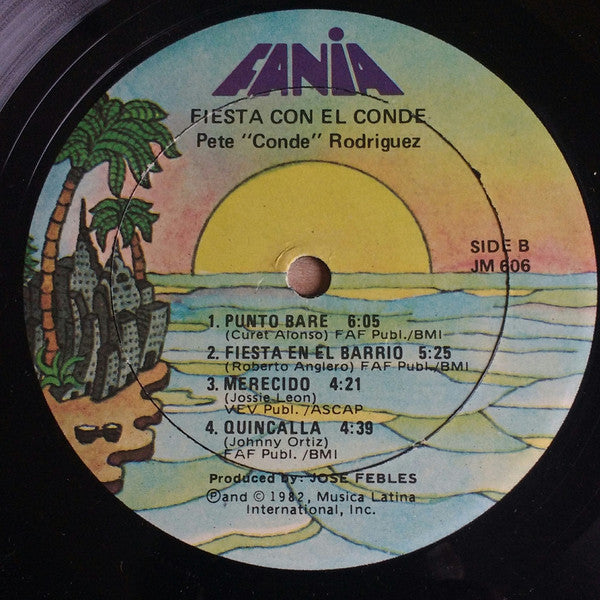 FANIA
FIESTA CON EL CONDE
Pete "Conde" Rodriguez
SIDE B
JM 606
1. PUNTO BARE 6:05
(Curet Alonso) FAF Publ./BMI
2. FIESTA EN EL BARRIO 5:25
(Roberto Anglero) FAF Publ./BMI
3. MERECIDO 4:21
(Jossie Leon)
VEV Publ./ASCAP
4. QUINCALLA 4:39
(Johnny Ortiz)
FAF Publ./BMI
Produced by: JOSE FEBLES
℗and © 1982, Musica Latina
International, Inc.